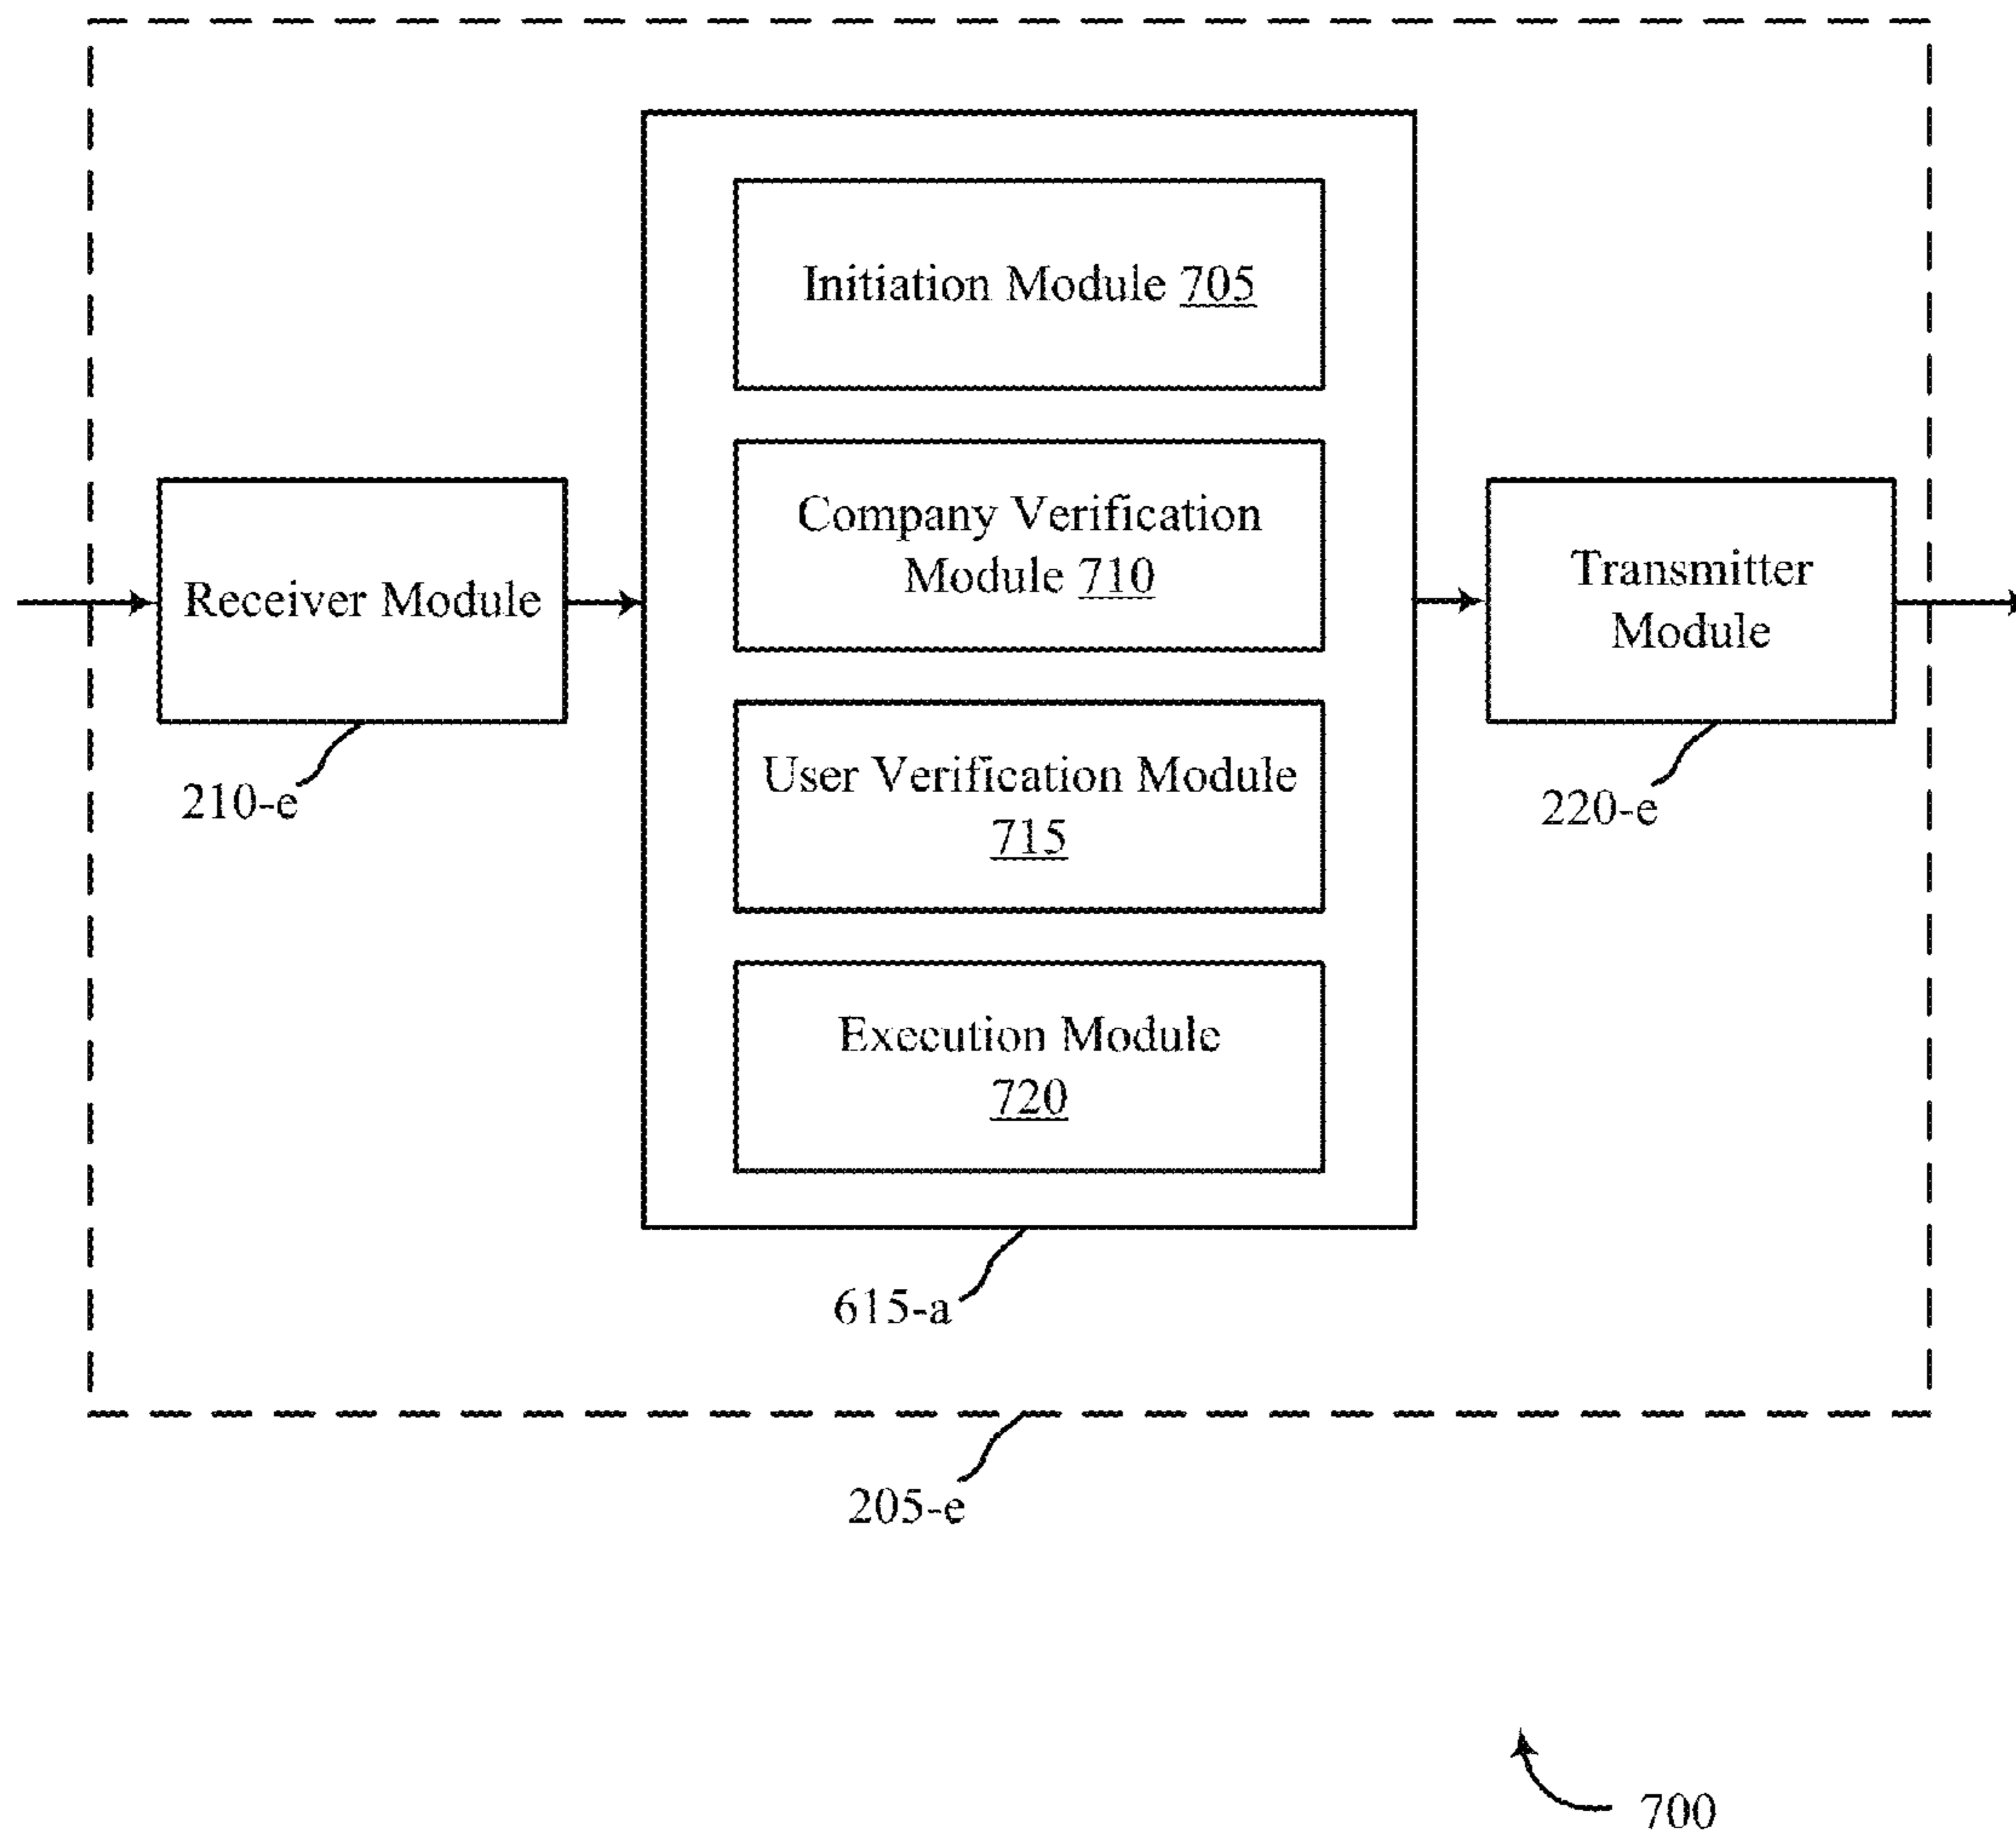 Initiation Module 705
Company Verification
Module 710
Receiver Module
Transmitter
Module
User Verification Module
715
210-e
220-e
Execution Module
720
615-a
205-e
700